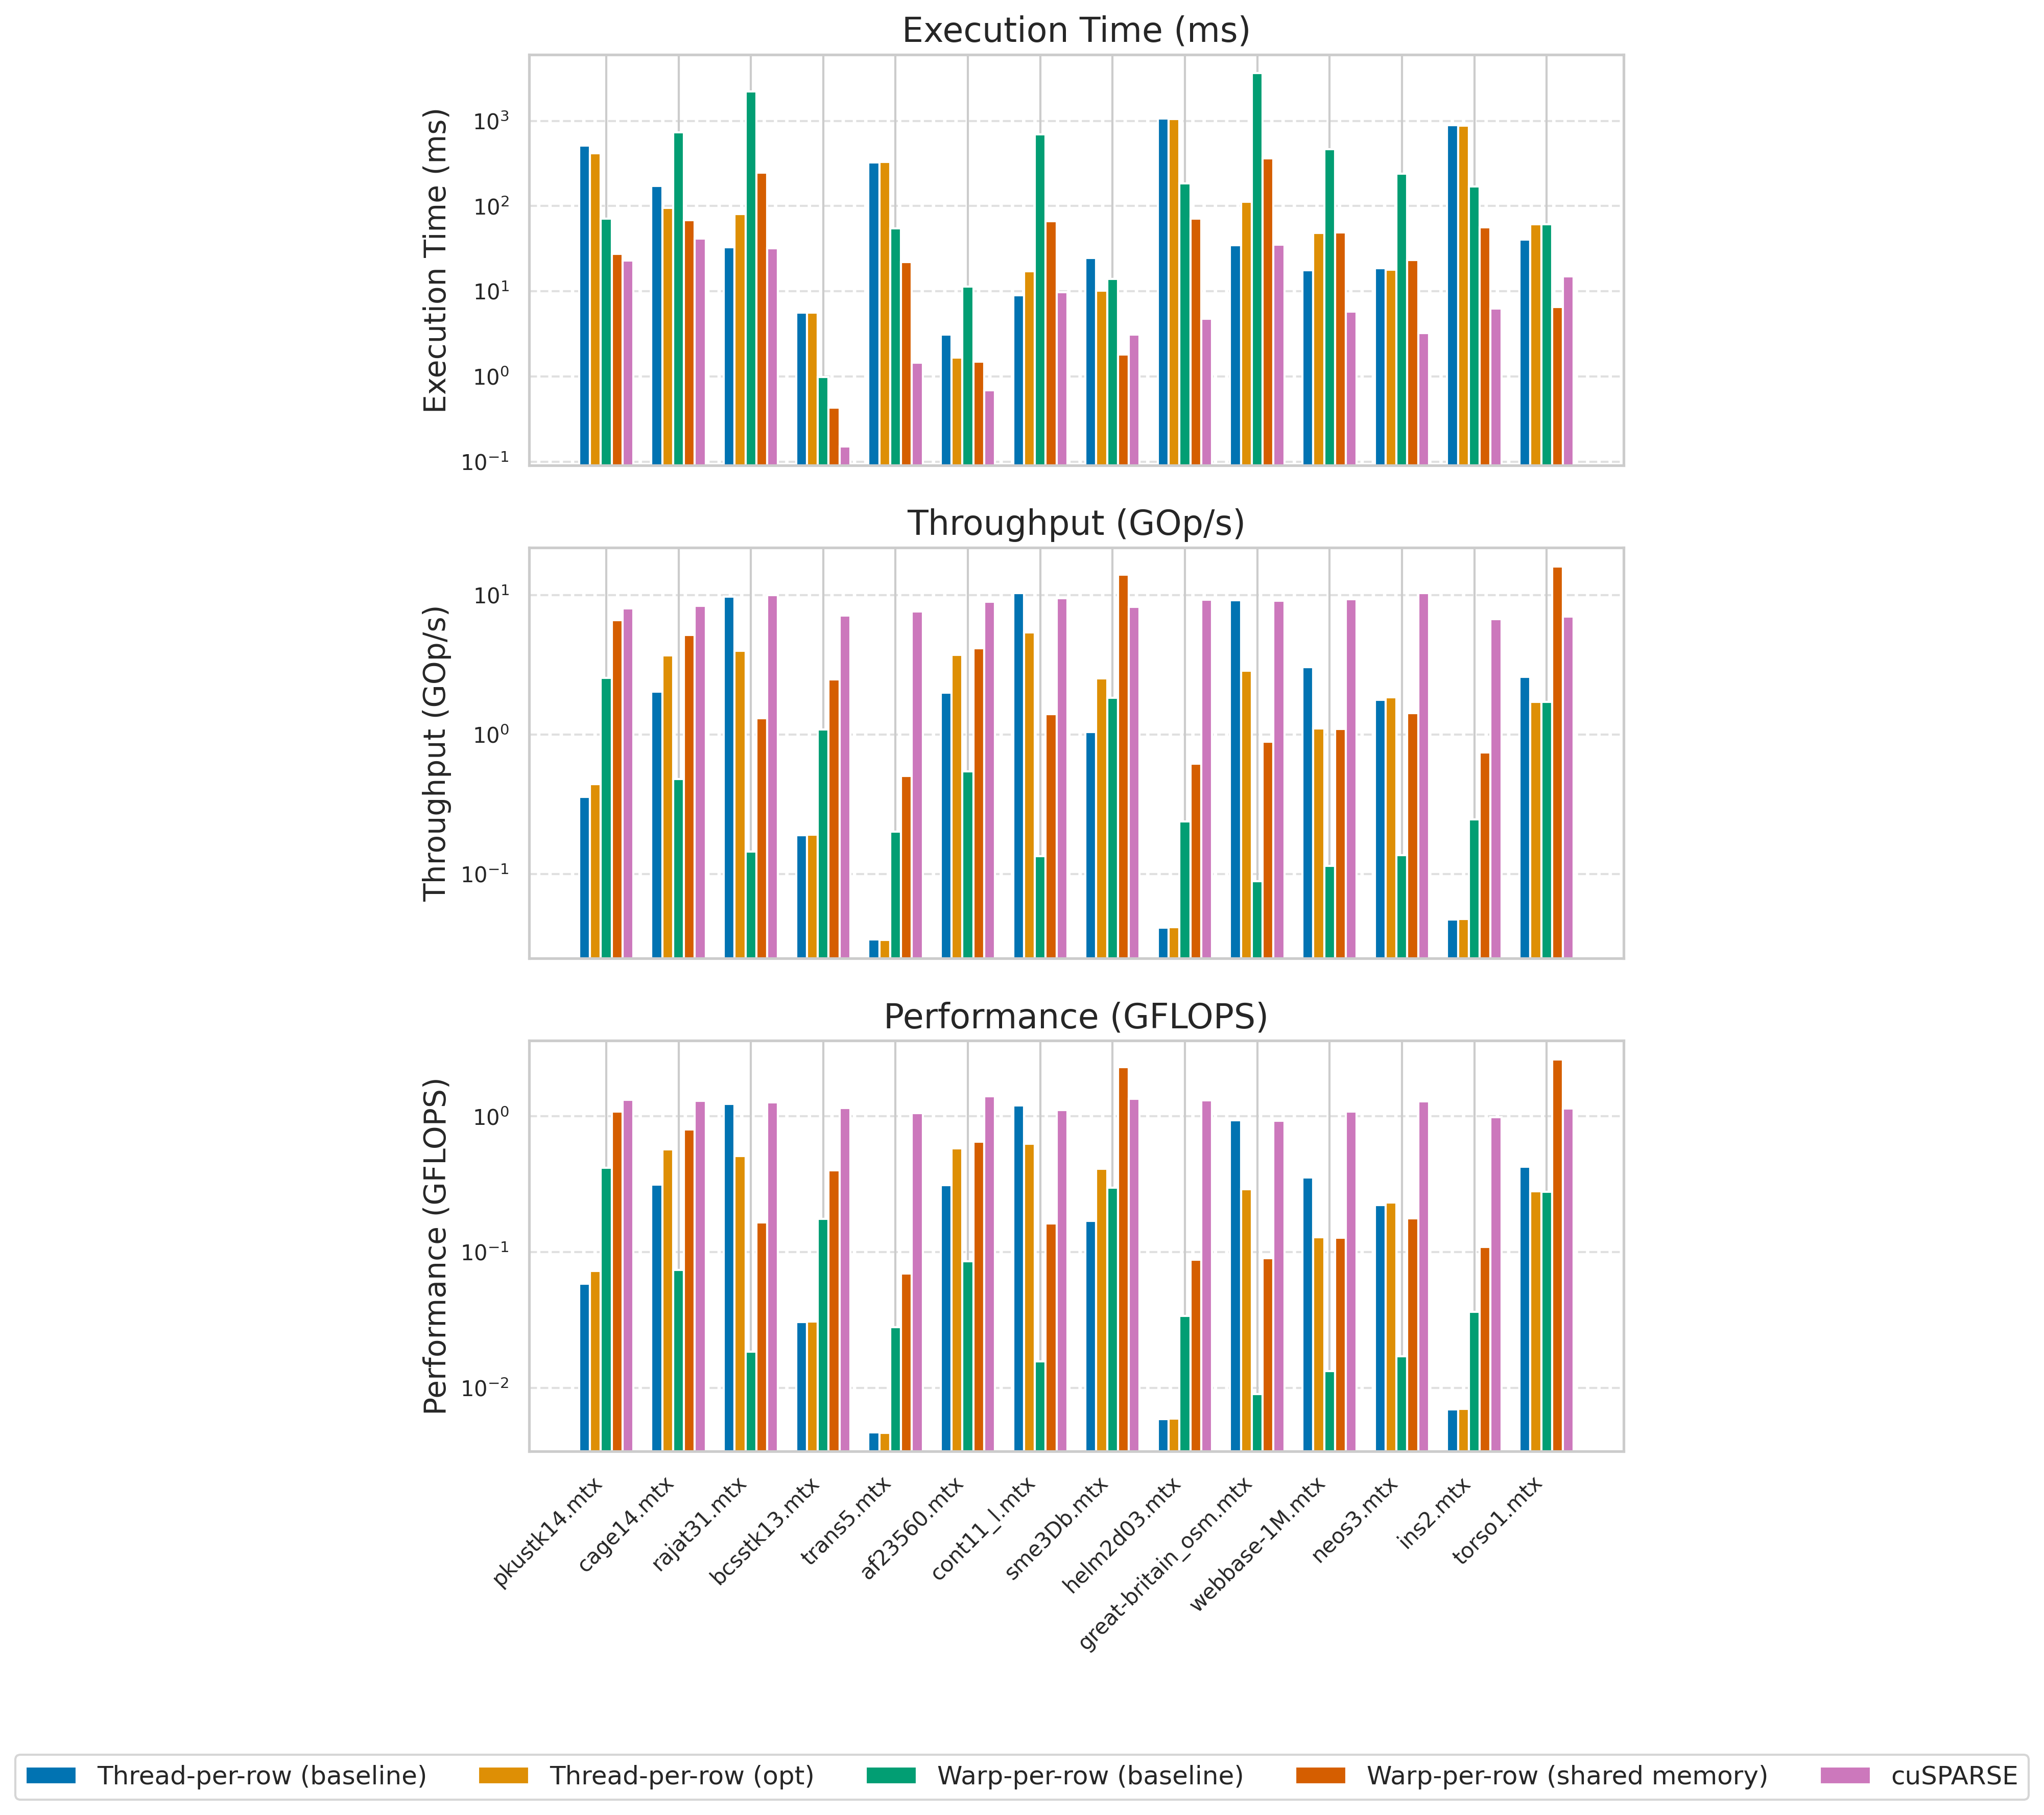 Execution Time (ms)
Execution Time (ms)
10³
10²
10¹
10⁰
10⁻¹
Throughput (GOp/s)
Throughput (GOp/s)
10¹
10⁰
10⁻¹
Performance (GFLOPS)
Performance (GFLOPS)
10⁰
10⁻¹
10⁻²
pkustk14.mtx
cage14.mtx
rajat31.mtx
bcsstk13.mtx
trans5.mtx
af23560.mtx
cont11_l.mtx
sme3Db.mtx
helm2d03.mtx
great-britain_osm.mtx
webbase-1M.mtx
neos3.mtx
ins2.mtx
torso1.mtx
Thread-per-row (baseline)
Thread-per-row (opt)
Warp-per-row (baseline)
Warp-per-row (shared memory)
cuSPARSE